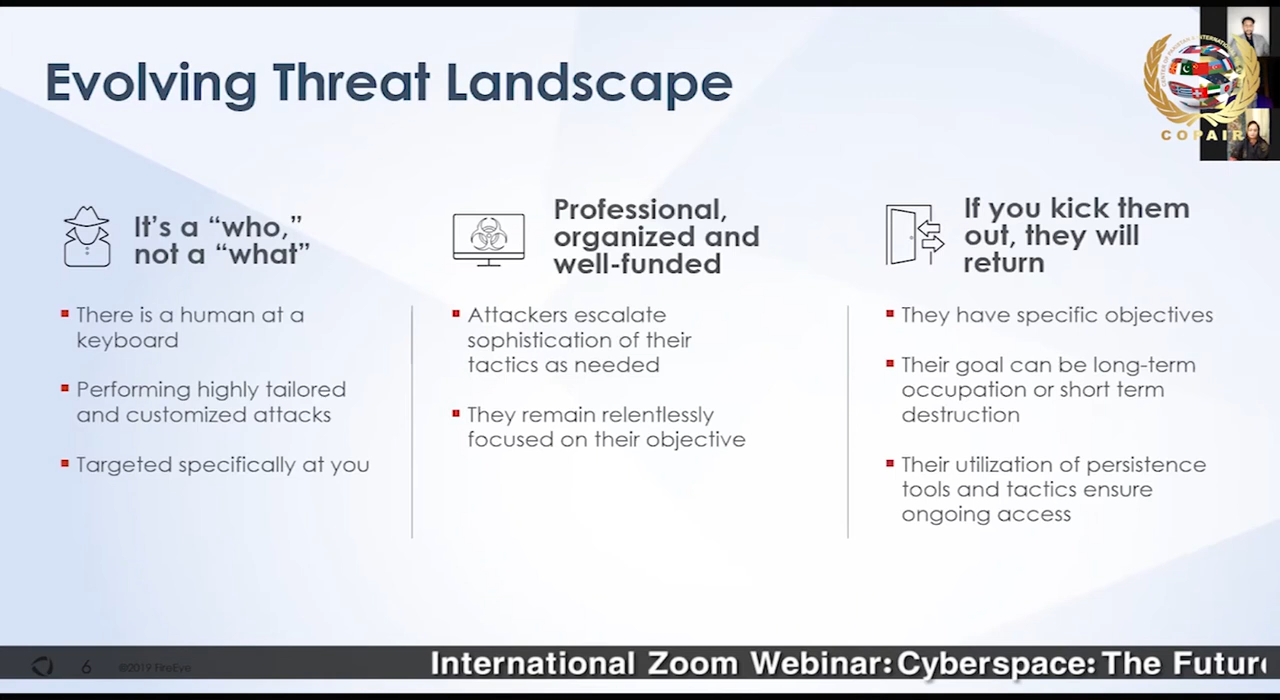 Evolving Threat Landscape
COPAIR
It's a “who,”
not a “what”
There is a human at a
keyboard
Performing highly tailored
and customized attacks
Targeted specifically at you
Professional,
organized and
well-funded
Attackers escalate
sophistication of their
tactics as needed
They remain relentlessly
focused on their objective
If you kick them
out, they will
return
They have specific objectives
Their goal can be long-term
occupation or short term
destruction
Their utilization of persistence
tools and tactics ensure
ongoing access
6
©2019 FireEye
International Zoom Webinar: Cyberspace: The Future